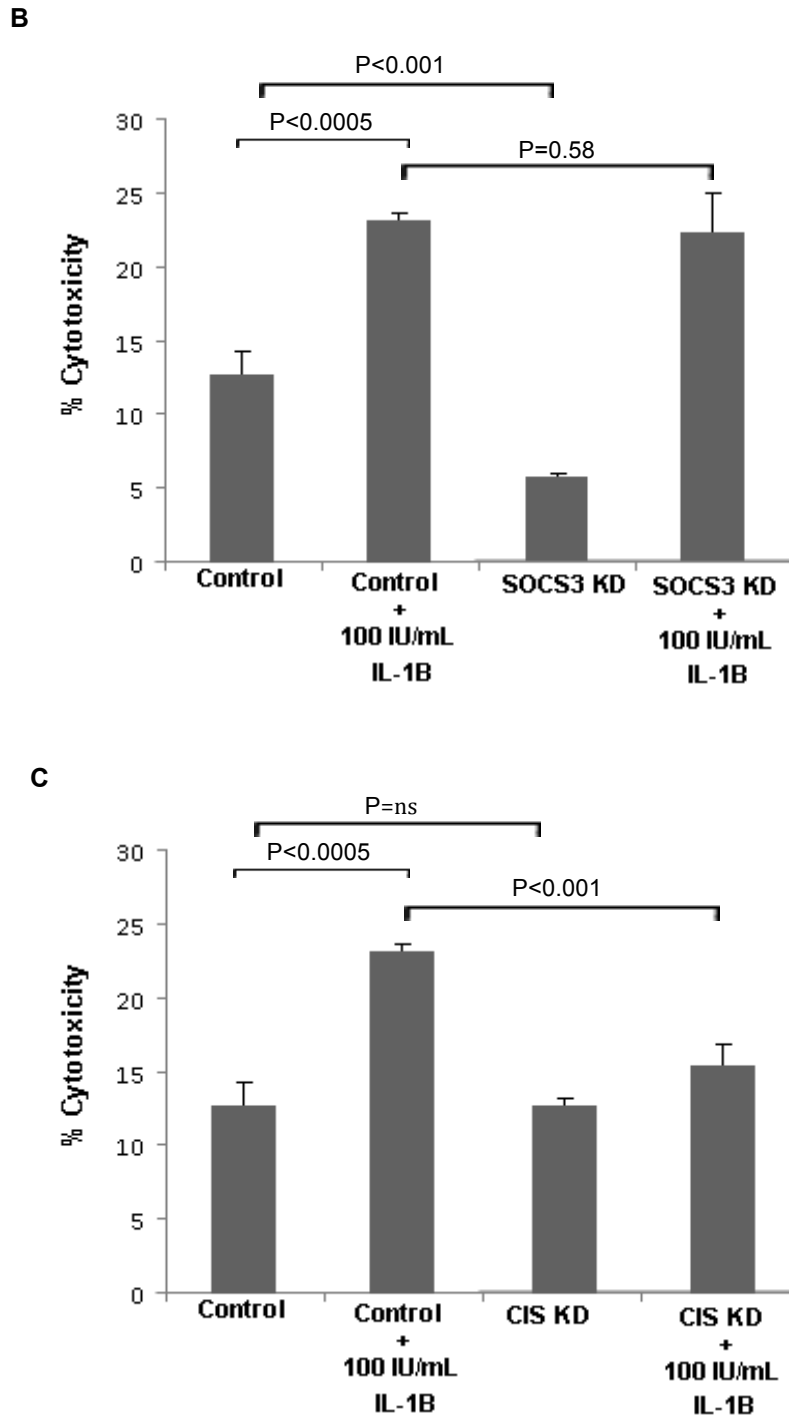 B
P<0.001
P<0.0005
P=0.58
% Cytotoxicity
30
25
20
15
10
5
0
Control
Control
+
100 IU/mL
IL-1B
SOCS3 KD
SOCS3 KD
+
100 IU/mL
IL-1B
C
P=ns
P<0.0005
P<0.001
% Cytotoxicity
30
25
20
15
10
5
0
Control
Control
+
100 IU/mL
IL-1B
CIS KD
CIS KD
+
100 IU/mL
IL-1B